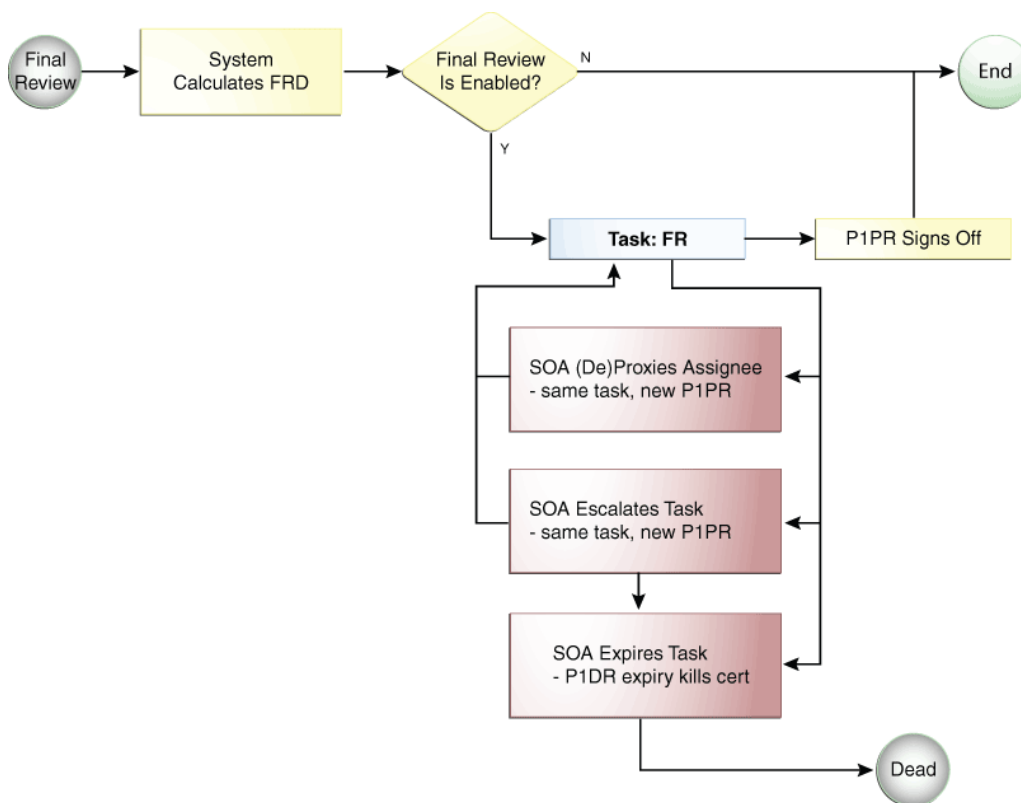 Final
Review
System
Calculates FRD
Final Review
Is Enabled?
N
End
Y
Task: FR
P1PR Signs Off
SOA (De)Proxies Assignee
- same task, new P1PR
SOA Escalates Task
- same task, new P1PR
SOA Expires Task
- P1DR expiry kills cert
Dead